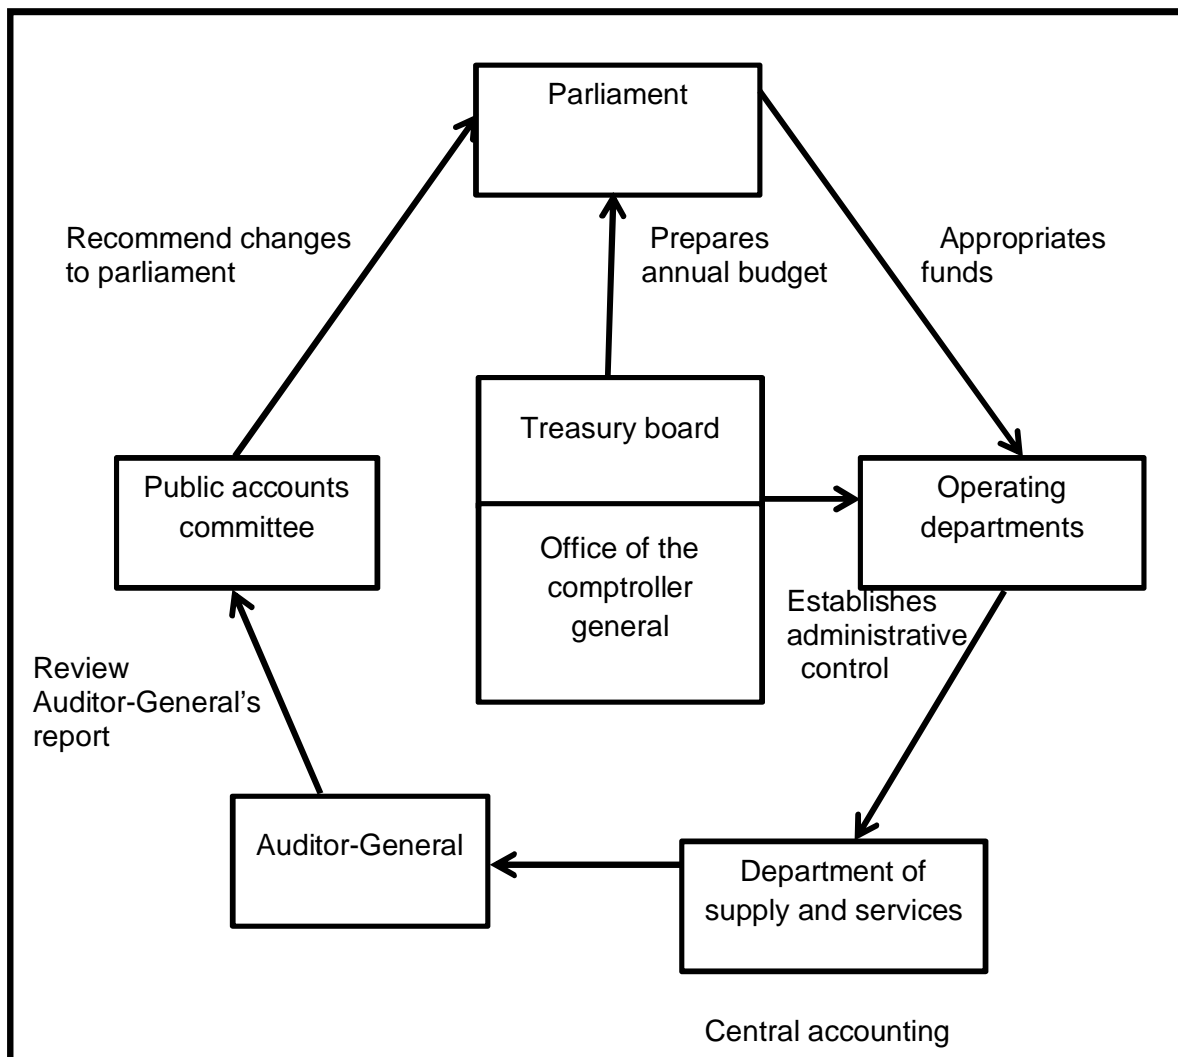 Parliament
Recommend changes
to parliament
Prepares
annual budget
Appropriates
funds
Treasury board
Public accounts
committee
Operating
departments
Office of the
comptroller
general
Establishes
administrative
control
Review
Auditor-General’s
report
Auditor-General
Department of
supply and services
Central accounting